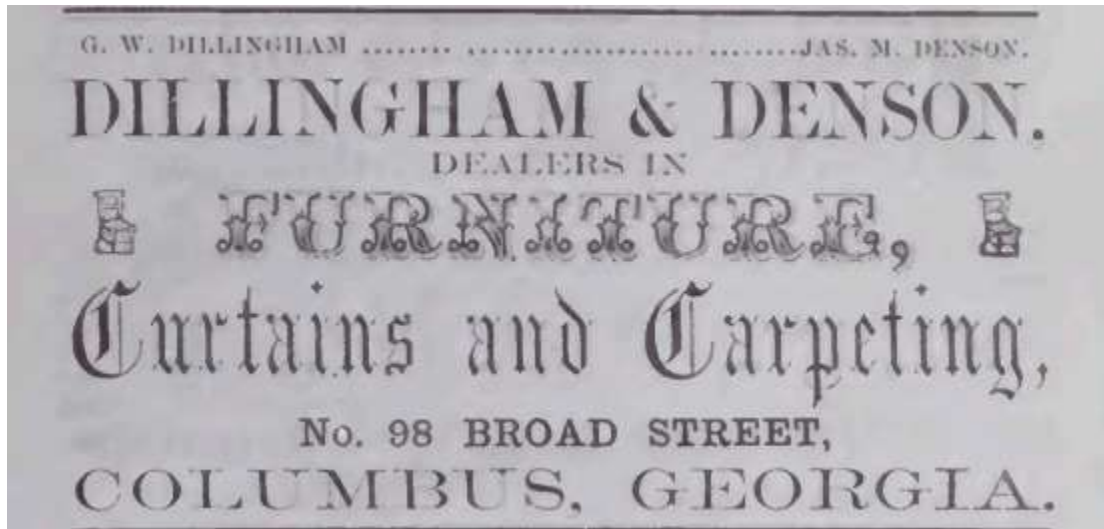 G. W. DILLINGHAM ........ ............................ ........JAS. M. DENSON.
DILLINGHAM & DENSON.
DEALERS IN
FURNITURE,
Curtains and Carpeting,
No. 98 BROAD STREET,
COLUMBUS, GEORGIA.